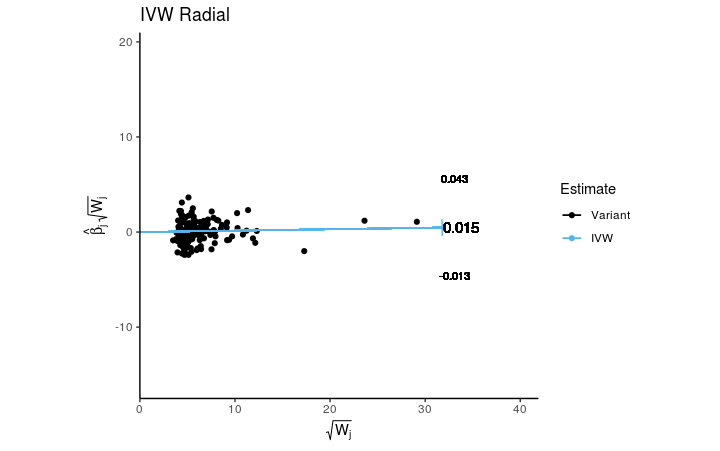 IVW Radial
20
10
0
-10
β̂ⱼ√Wⱼ
0.043
0.015
-0.013
Estimate
Variant
IVW
0 10 20 30 40
√Wⱼ